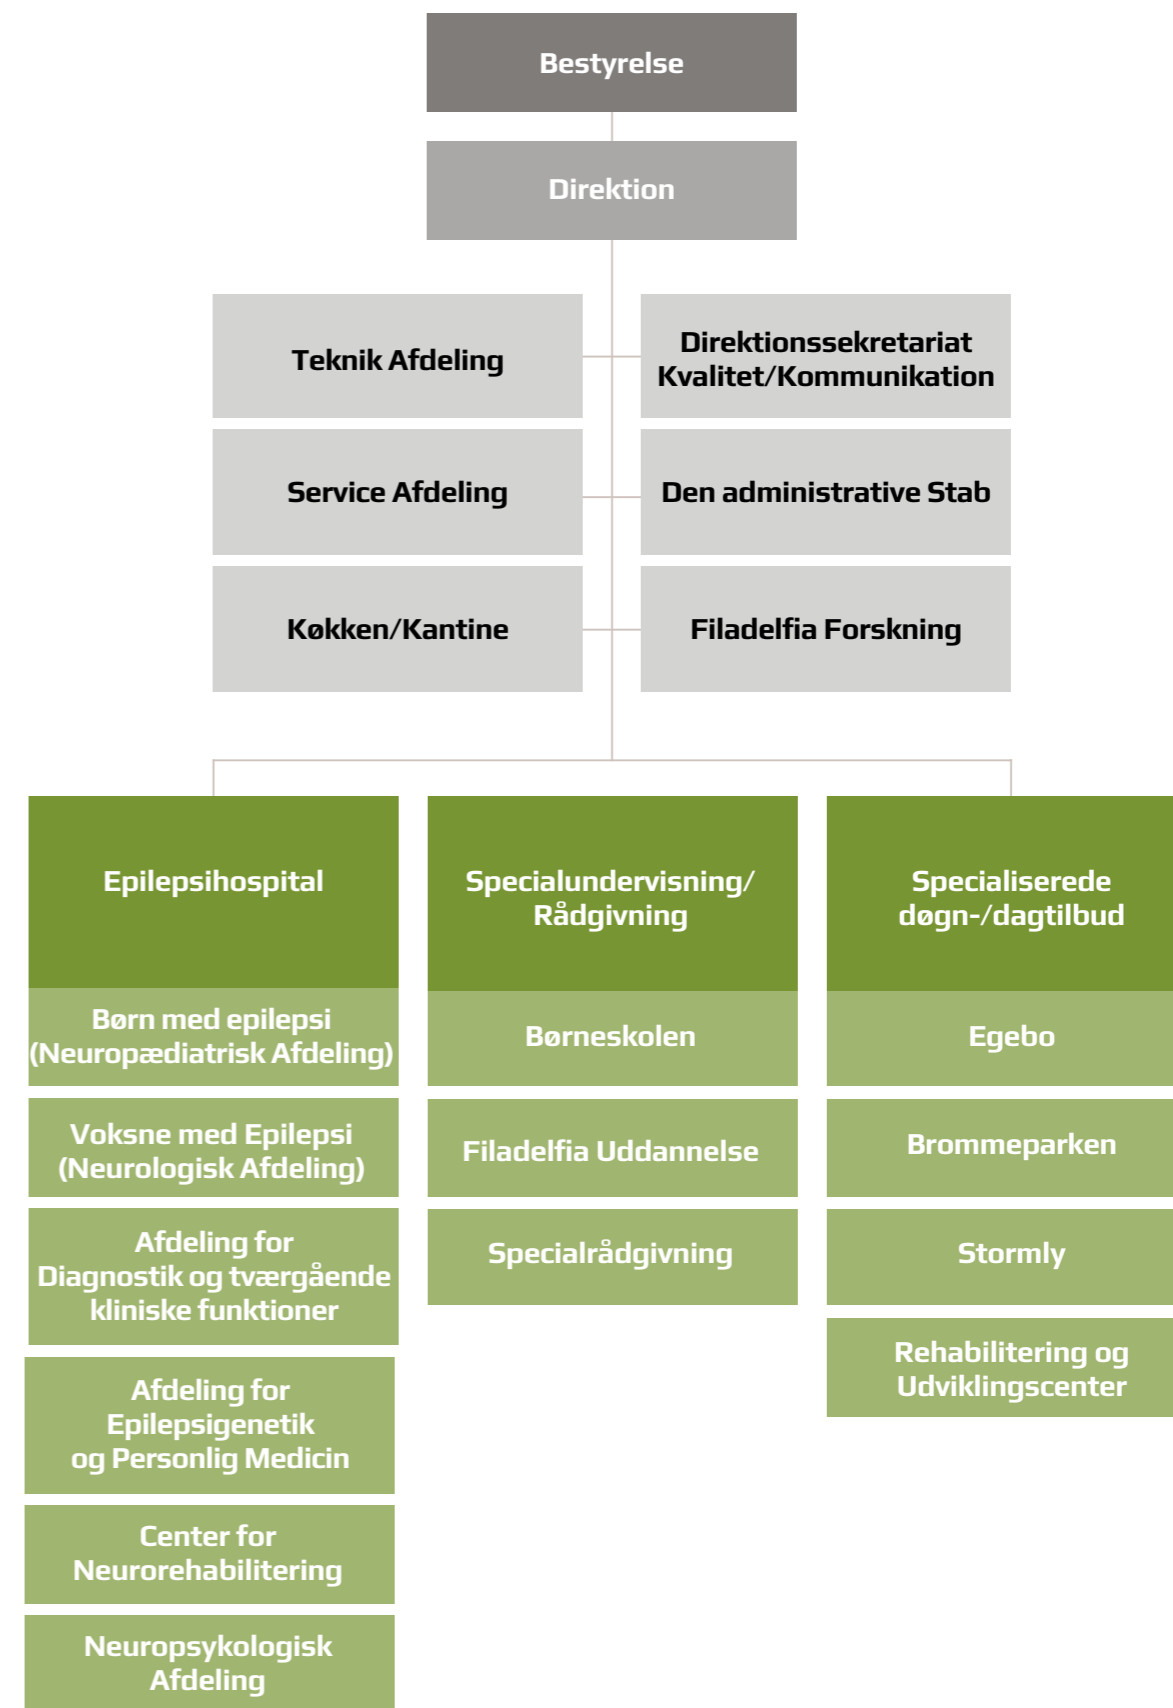 Bestyrelse
Direktion
Teknik Afdeling
Direktionssekretariat
Kvalitet/Kommunikation
Service Afdeling
Den administrative Stab
Køkken/Kantine
Filadelfia Forskning
Epilepsihospital
Børn med epilepsi
(Neuropædiatrisk Afdeling)
Voksne med Epilepsi
(Neurologisk Afdeling)
Afdeling for
Diagnostik og tværgående
kliniske funktioner
Afdeling for
Epilepsigenetik
og Personlig Medicin
Center for
Neurorehabilitering
Neuropsykologisk
Afdeling
Specialundervisning/
Rådgivning
Børneskolen
Filadelfia Uddannelse
Specialrådgivning
Specialiserede
døgn-/dagtilbud
Egebo
Brommeparken
Stormly
Rehabilitering og
Udviklingscenter